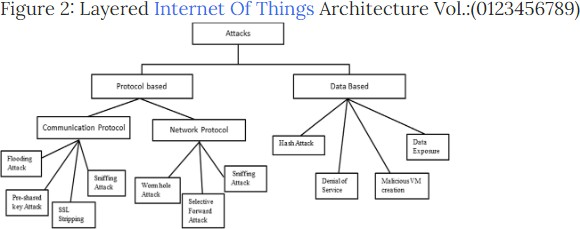 Figure 2: Layered Internet Of Things Architecture Vol.:(0123456789)
Attacks
Protocol based
Data Based
Communication Protocol
Network Protocol
Hash Attack
Data
Exposure
Flooding
Attack
Sniffing
Attack
Worm hole
Attack
Sniffing
Attack
Denial of
Service
Malicious VM
creation
Pre-shared
key Attack
SSL
Stripping
Selective
Forward
Attack